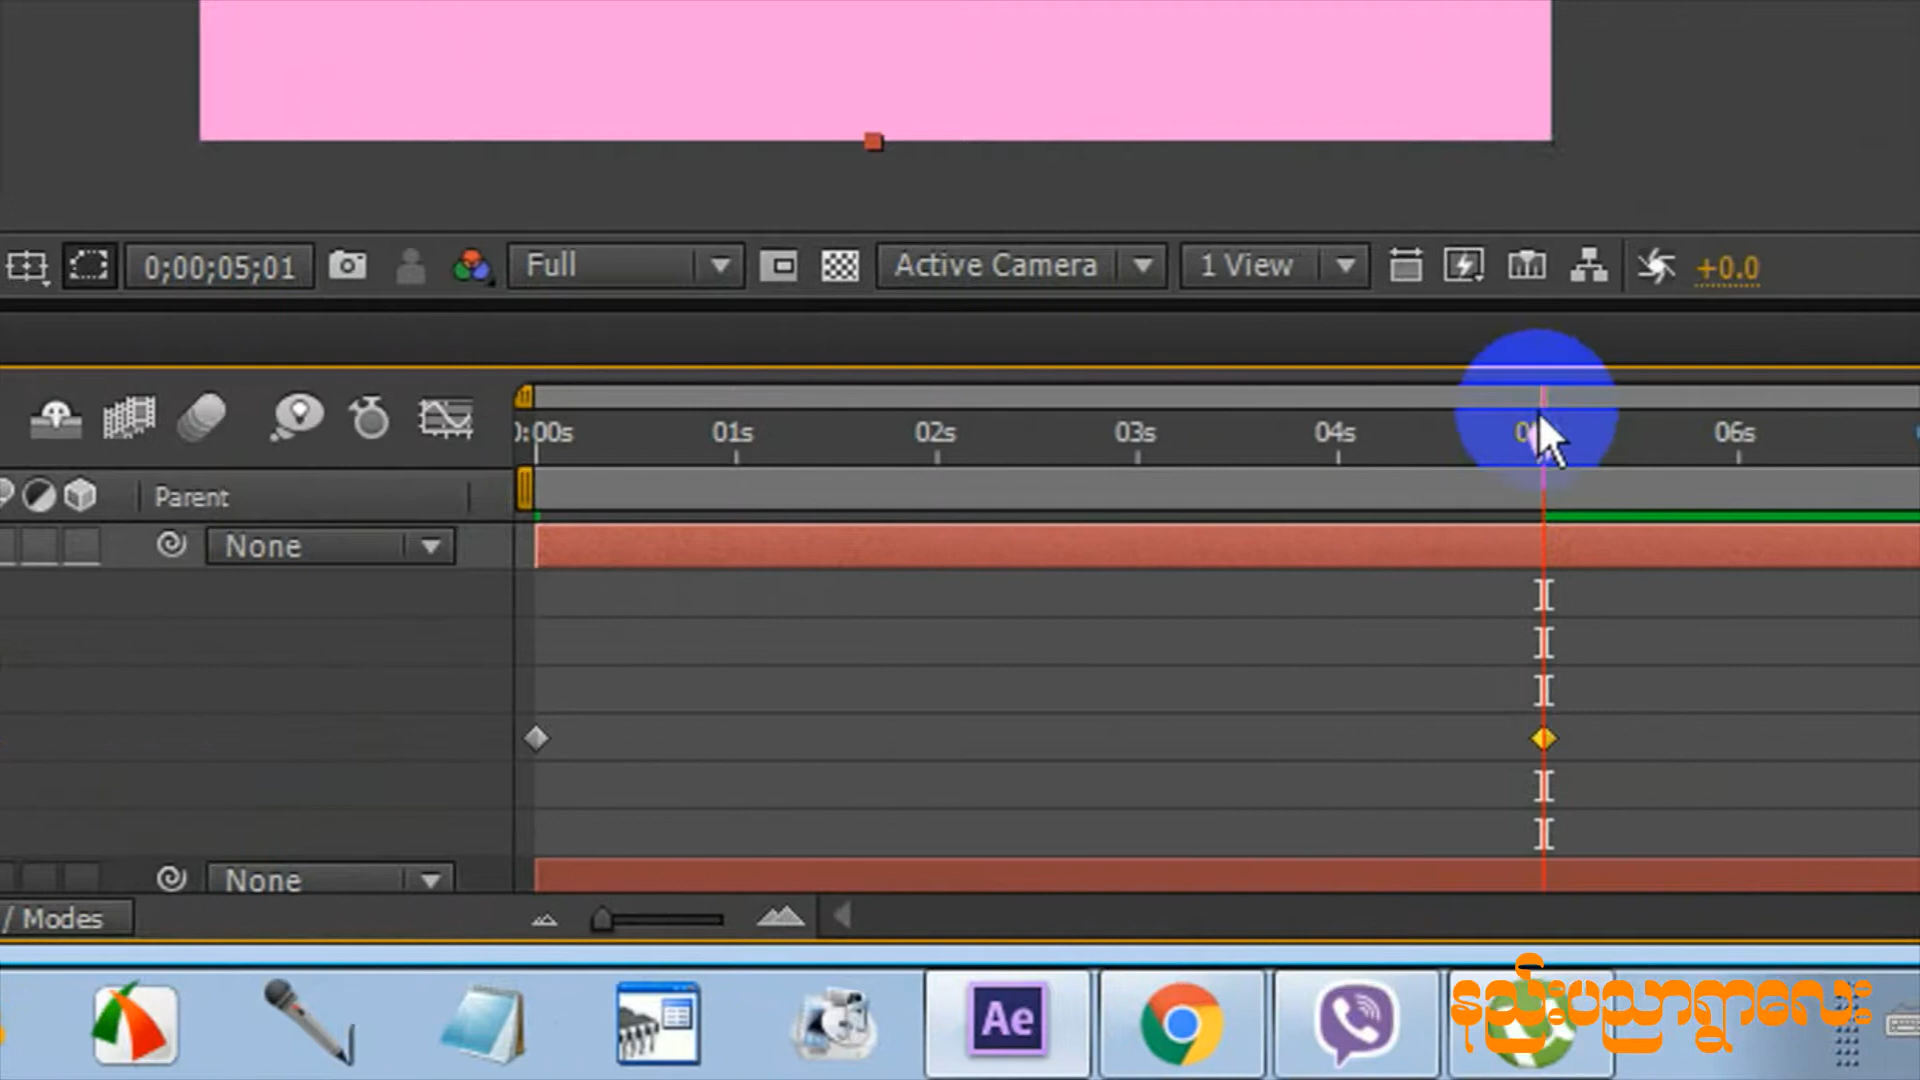 0;00;05;01
Full
Active Camera
1 View
+0.0
:00s 01s 02s 03s 04s 06s
Parent
None
None
/ Modes
Ae
နည်းပညာရွာလေး